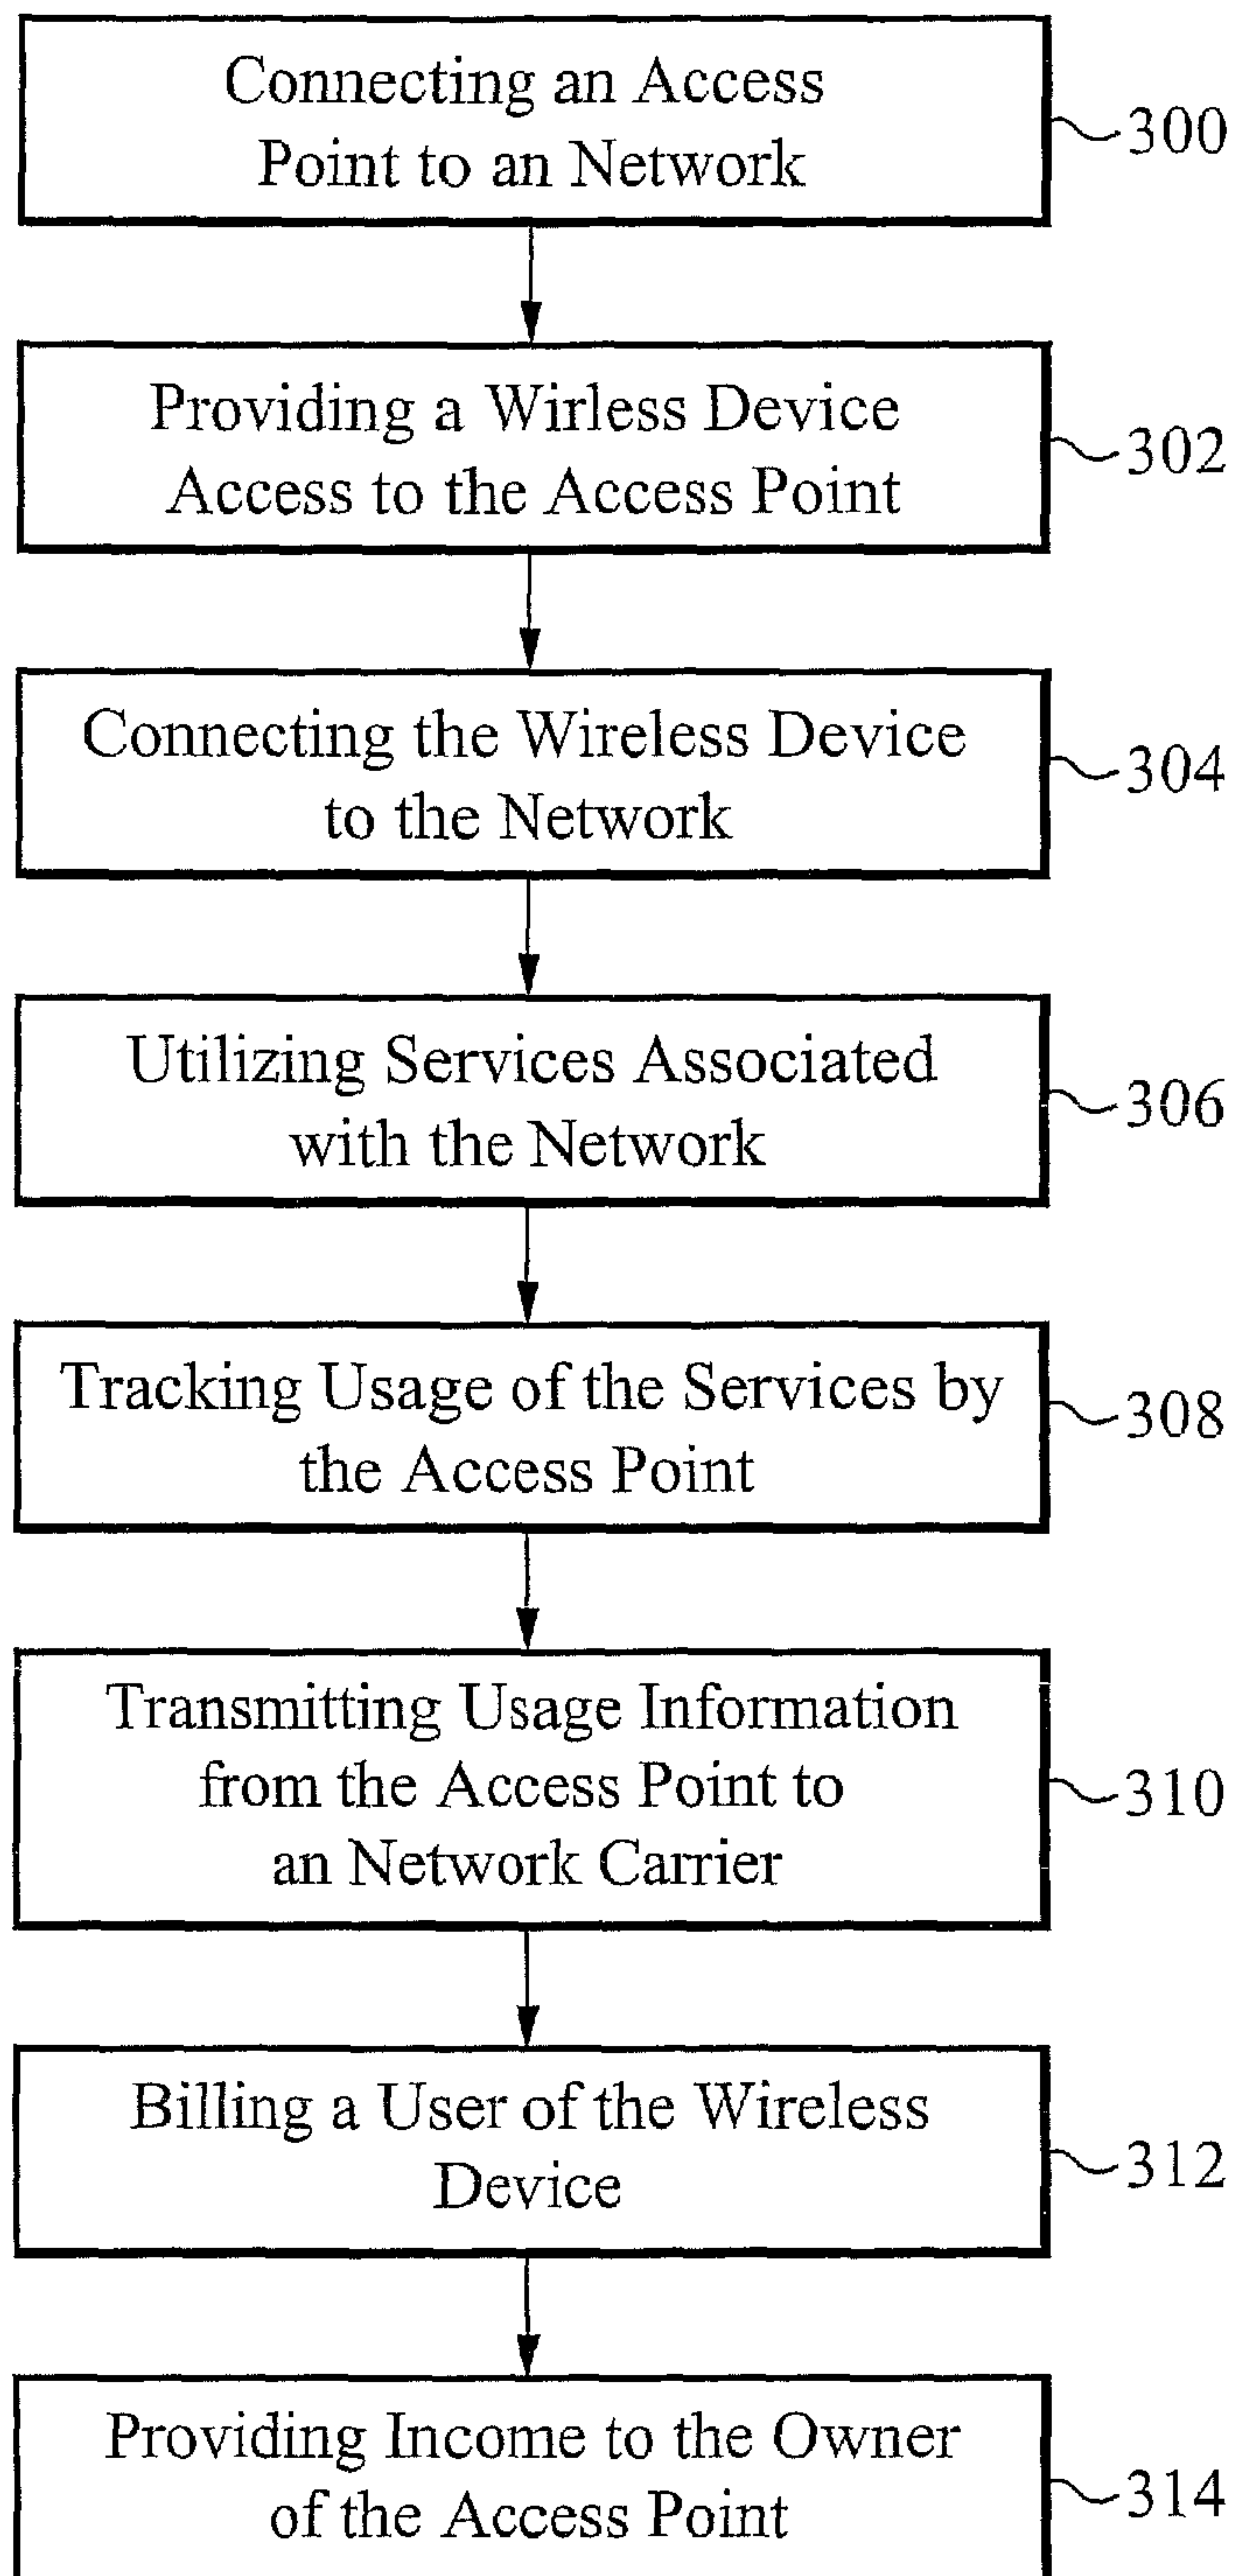 Connecting an Access
Point to an Network
300
Providing a Wirless Device
Access to the Access Point
302
Connecting the Wireless Device
to the Network
304
Utilizing Services Associated
with the Network
306
Tracking Usage of the Services by
the Access Point
308
Transmitting Usage Information
from the Access Point to
an Network Carrier
310
Billing a User of the Wireless
Device
312
Providing Income to the Owner
of the Access Point
314